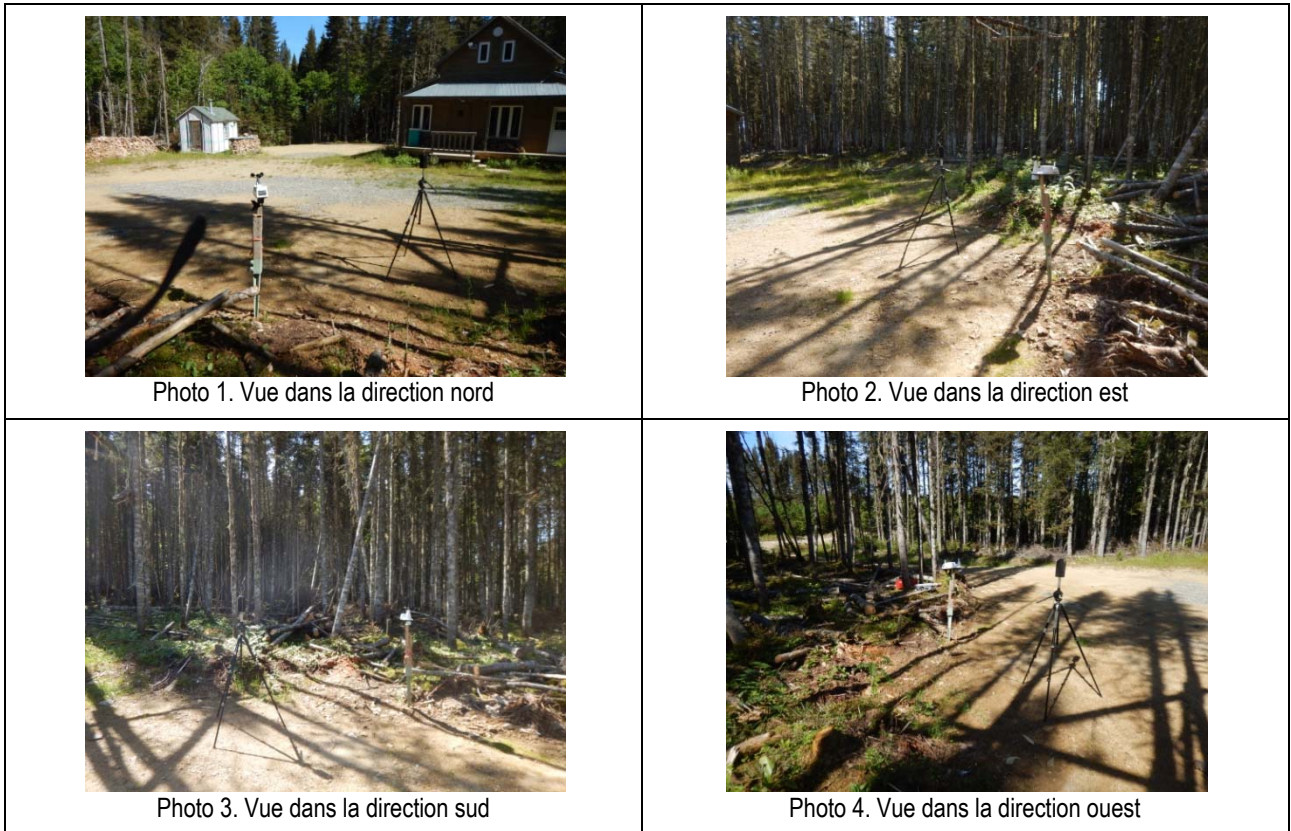 Photo 1. Vue dans la direction nord
Photo 2. Vue dans la direction est
Photo 3. Vue dans la direction sud
Photo 4. Vue dans la direction ouest